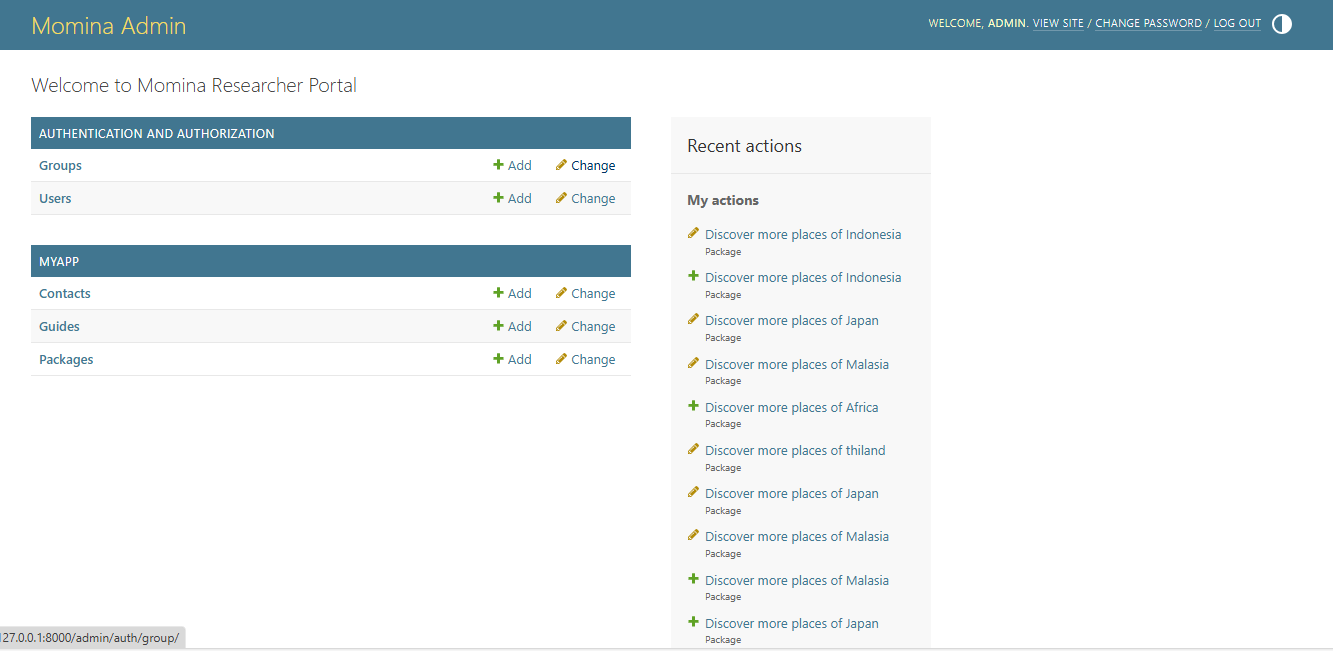 Momina Admin
WELCOME, ADMIN. VIEW SITE / CHANGE PASSWORD / LOG OUT
Welcome to Momina Researcher Portal
AUTHENTICATION AND AUTHORIZATION
Groups Add Change
Users Add Change
MYAPP
Contacts Add Change
Guides Add Change
Packages Add Change
Recent actions
My actions
Discover more places of Indonesia
Package
Discover more places of Indonesia
Package
Discover more places of Japan
Package
Discover more places of Malasia
Package
Discover more places of Africa
Package
Discover more places of thiland
Package
Discover more places of Japan
Package
Discover more places of Malasia
Package
Discover more places of Malasia
Package
Discover more places of Japan
Package
127.0.0.1:8000/admin/auth/group/